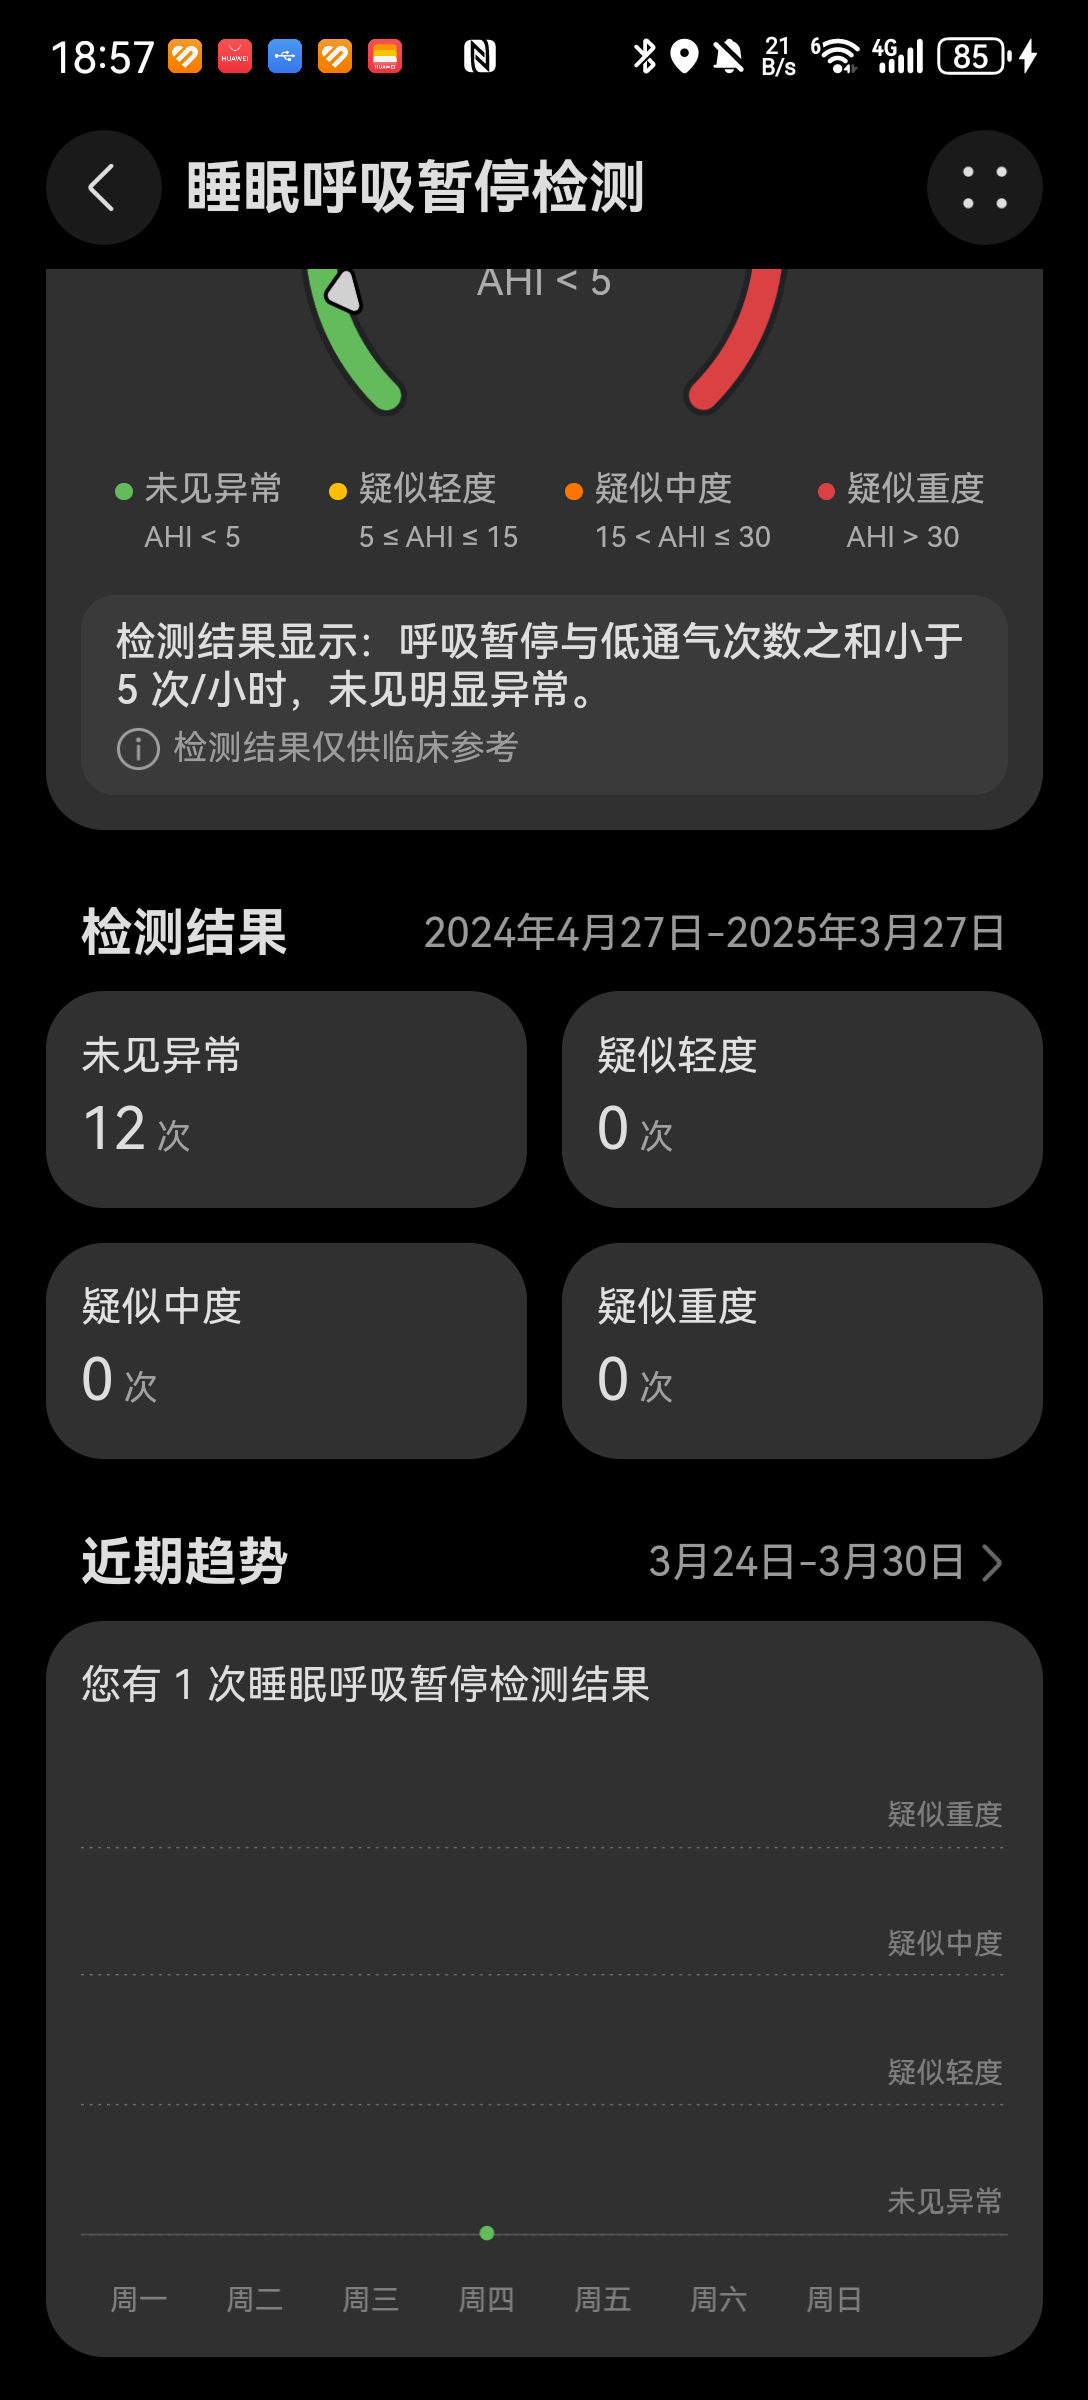 18:57
HUAWEI
HUAWEI
21 B/s
6
4G
85
睡眠呼吸暂停检测
AHI < 5
未见异常 疑似轻度 疑似中度 疑似重度
AHI < 5 5 ≤ AHI ≤ 15 15 < AHI ≤ 30 AHI > 30
检测结果显示：呼吸暂停与低通气次数之和小于
5 次/小时，未见明显异常。
检测结果仅供临床参考
检测结果 2024年4月27日-2025年3月27日
未见异常 疑似轻度
12 次 0 次
疑似中度 疑似重度
0 次 0 次
近期趋势 3月24日-3月30日
您有 1 次睡眠呼吸暂停检测结果
疑似重度
疑似中度
疑似轻度
未见异常
周一 周二 周三 周四 周五 周六 周日